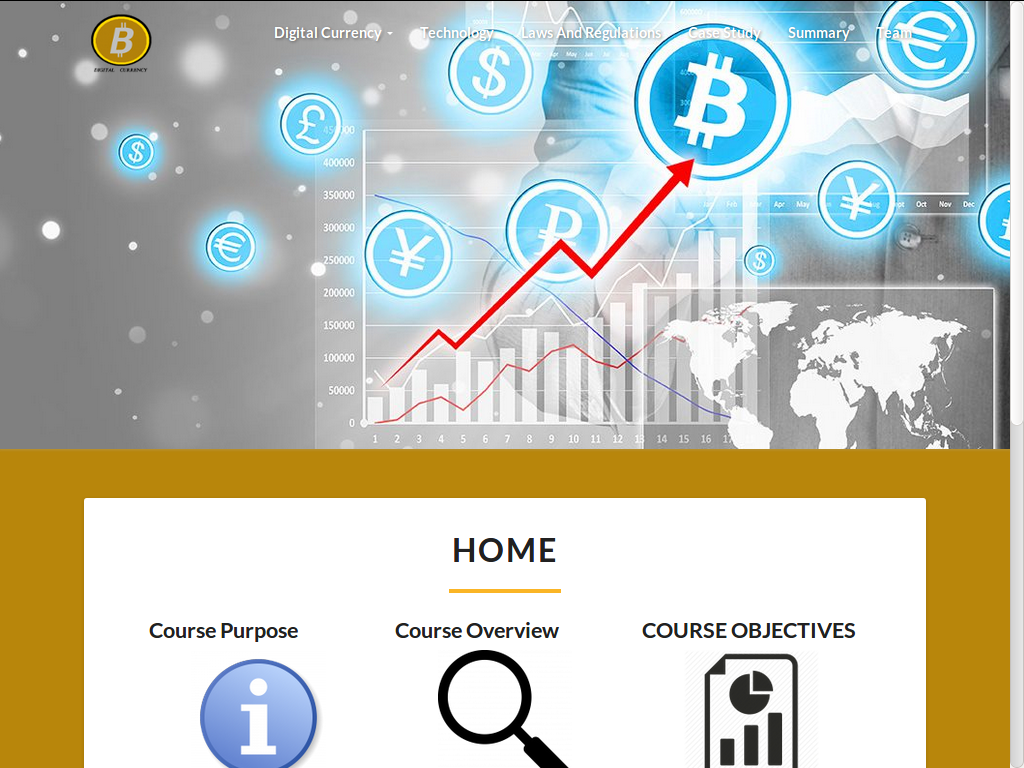 B
DIGITAL CURRENCY
Digital Currency
Technology
Laws And Regulations
Case Study
Summary
Team
450000
400000
350000
300000
250000
200000
150000
100000
50000
0
1 2 3 4 5 6 7 8 9 10 11 12 13 14 15 16 17
Apr May Jun Jul
Jan Feb Mar Apr May Aug Sept Oct Nov Dec
HOME
Course Purpose
Course Overview
COURSE OBJECTIVES